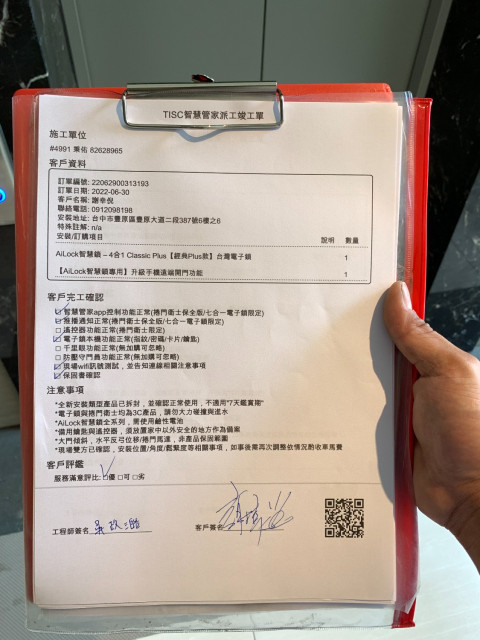 TISC智慧管家派工竣工單
施工單位
#4991 秉佑 82628965
客戶資料
訂單編號: 22062900313193
訂單日期: 2022-06-30
客戶名稱: 謝幸倪
聯絡電話: 0912098198
安裝地址: 台中市豐原區豐原大道二段387號6樓之6
特殊註解: n/a
安裝/訂購項目 說明 數量
AiLock智慧鎖 – 4合1 Classic Plus【經典Plus款】台灣電子鎖 1
【AiLock智慧鎖專用】升級手機遠端開門功能 1
客戶完工確認
☑智慧管家app控制功能正常(捲門衛士保全版/七合一電子鎖限定)
☑推播通知正常(捲門衛士保全版/七合一電子鎖限定)
□遙控器功能正常(捲門衛士限定)
☑電子鎖本機功能正常(指紋/密碼/卡片/鑰匙)
□千里眼功能正常(無加購可忽略)
□防壓守門員功能正常(無加購可忽略)
☑現場wifi訊號測試，並告知連線相關注意事項
☑保固書確認
注意事項
*全新安裝類型產品已拆封，並確認正常使用，不適用"7天鑑賞期"
*電子鎖與捲門衛士均為3C產品，請勿大力碰撞與進水
*AiLock智慧鎖全系列，需使用鹼性電池
*備用鑰匙與遙控器，須放置家中以外安全的地方作為備案
*大門傾斜，水平反弓位移/捲門馬達，非產品保固範圍
*現場雙方已確認，安裝位置/角度/鬆緊度等相關事項，如事後需再次調整依情況酌收車馬費
客戶評鑑
服務滿意評比:☑優 □可 □劣
工程師簽名
客戶簽名